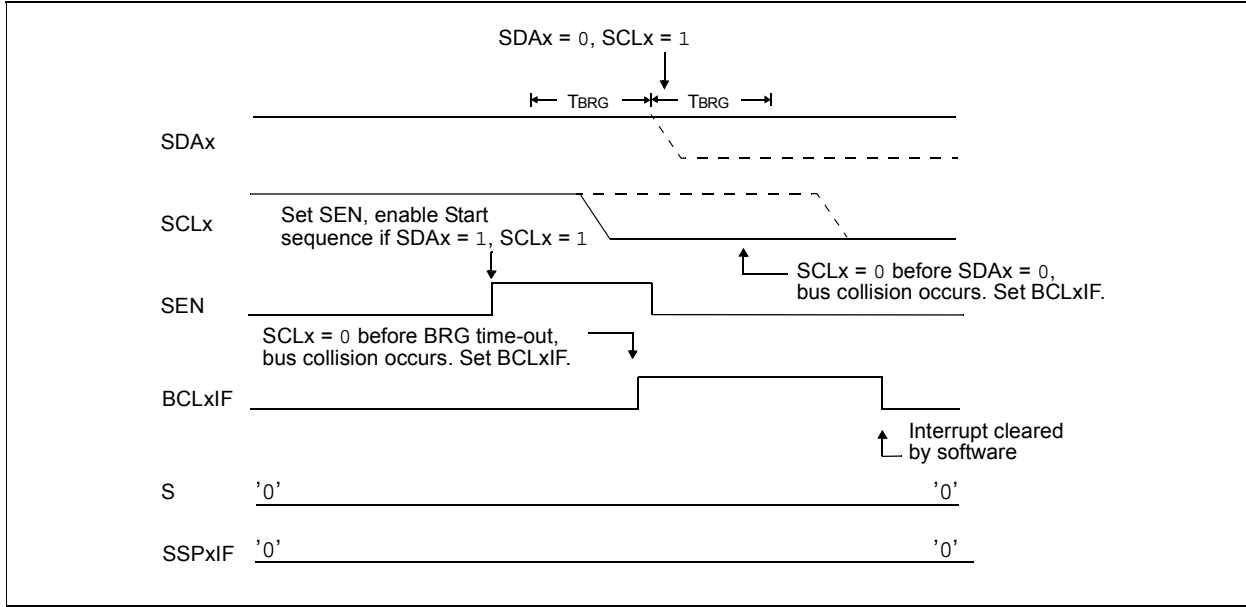 SDAx = 0, SCLx = 1
TBRG
TBRG
SDAx
SCLx
Set SEN, enable Start
sequence if SDAx = 1, SCLx = 1
SCLx = 0 before SDAx = 0,
bus collision occurs. Set BCLxIF.
SEN
SCLx = 0 before BRG time-out,
bus collision occurs. Set BCLxIF.
BCLxIF
Interrupt cleared
by software
S
'0'
'0'
SSPxIF
'0'
'0'